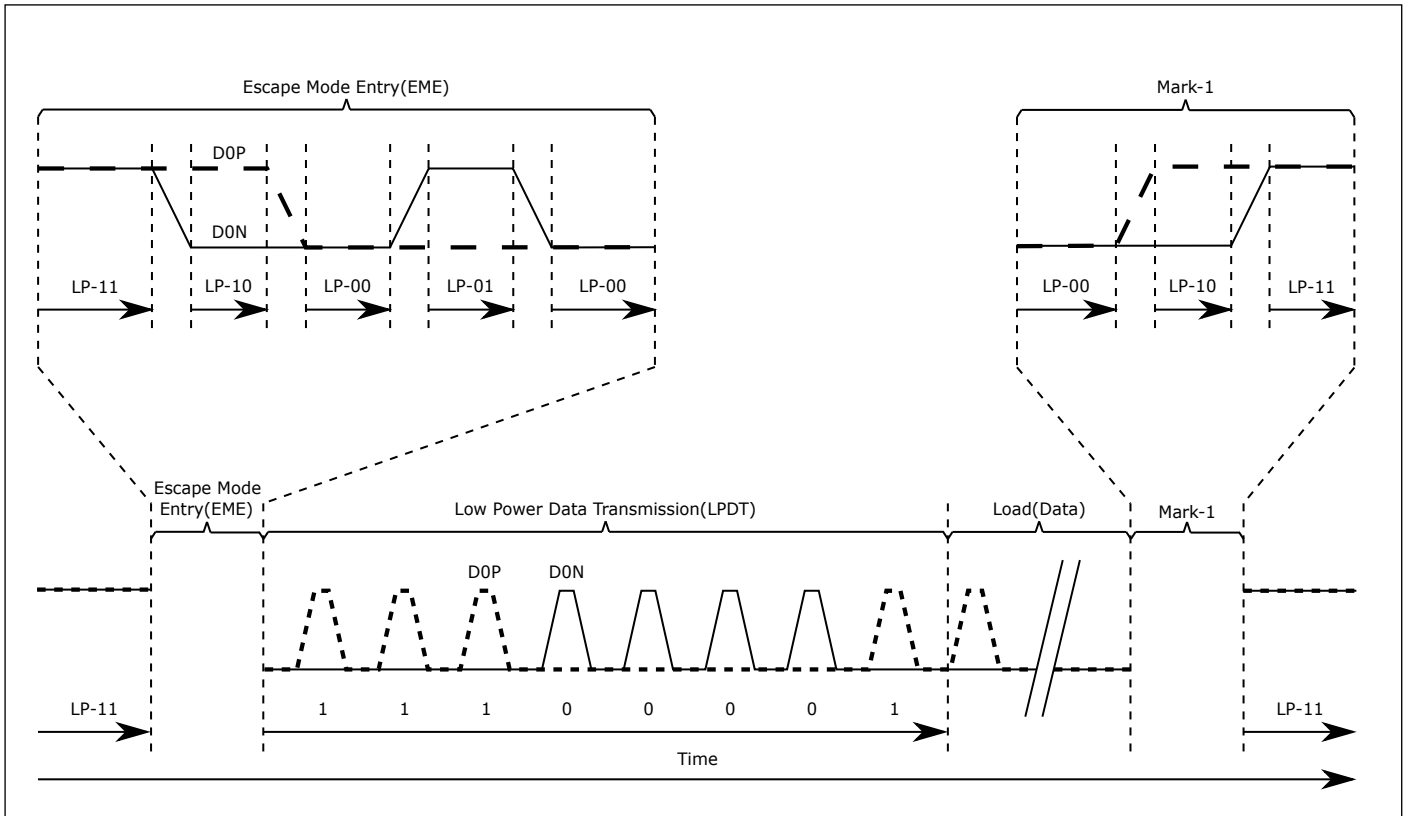 Escape Mode Entry(EME)
Mark-1
D0P
D0N
LP-11
LP-10
LP-00
LP-01
LP-00
LP-00
LP-10
LP-11
Escape Mode
Entry(EME)
Low Power Data Transmission(LPDT)
Load(Data)
Mark-1
D0P
D0N
LP-11
1
1
1
0
0
0
0
1
LP-11
Time